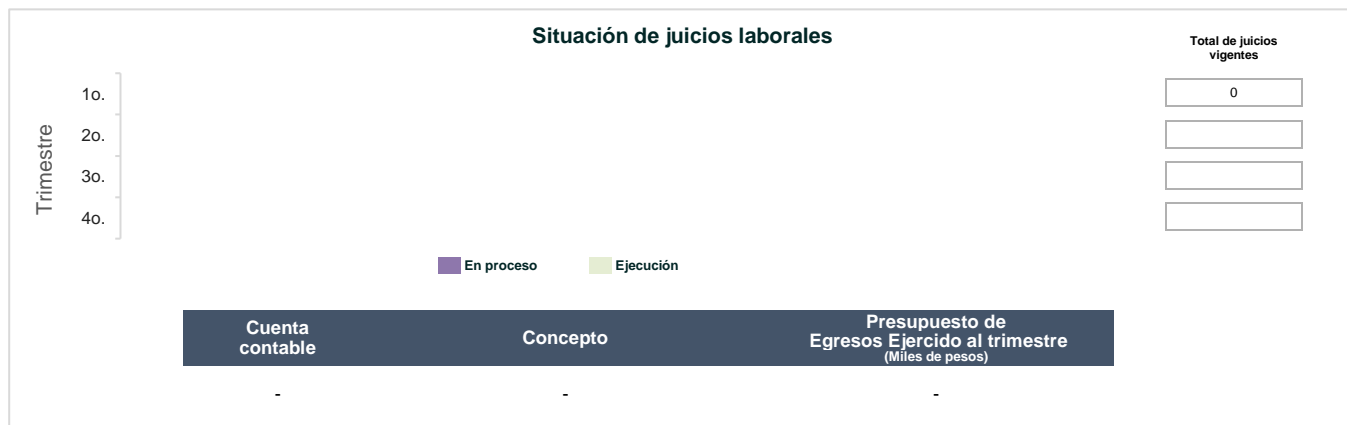 Situación de juicios laborales
Total de juicios
vigentes
Trimestre
1o.
0
2o.
3o.
4o.
En proceso
Ejecución
Cuenta
contable
Concepto
Presupuesto de
Egresos Ejercido al trimestre
(Miles de pesos)
-
-
-